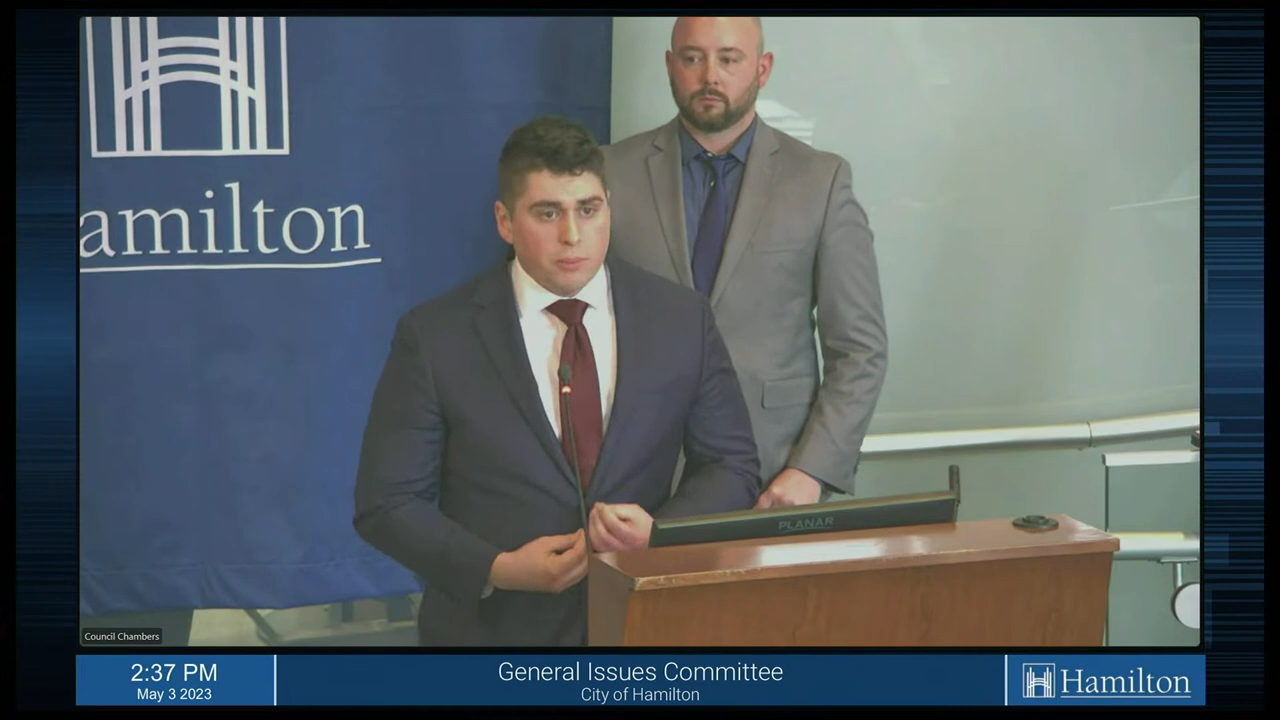 amilton
PLANAR
Council Chambers
2:37 PM
May 3 2023
General Issues Committee
City of Hamilton
Hamilton